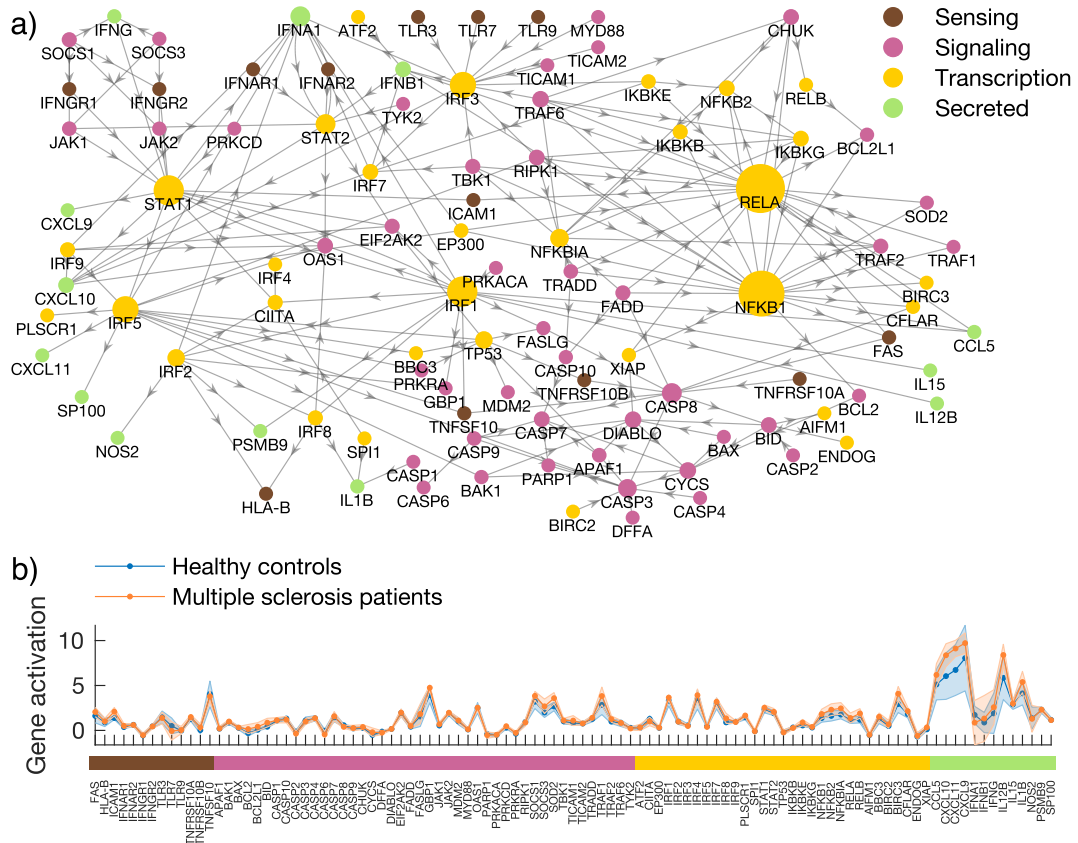 a)
IFNG
IFNA1
ATF2
TLR3
TLR7
TLR9
MYD88
CHUK
Sensing
Signaling
Transcription
Secreted
SOCS1
SOCS3
TICAM2
IFNAR1
IFNAR2
IFNB1
IRF3
TICAM1
IFNGR1
IFNGR2
TYK2
TRAF6
IKBKE
NFKB2
RELB
JAK1
JAK2
PRKCD
STAT2
IKBKB
IKBKG
BCL2L1
IRF7
TBK1
RIPK1
STAT1
ICAM1
RELA
SOD2
CXCL9
EIF2AK2
EP300
NFKBIA
IRF9
OAS1
TRAF2
TRAF1
IRF4
PRKACA
TRADD
CXCL10
CIITA
IRF1
FADD
NFKB1
BIRC3
PLSCR1
IRF5
CFLAR
FASLG
CCL5
CXCL11
IRF2
BBC3
TP53
CASP10
XIAP
FAS
PRKRA
TNFRSF10B
TNFRSF10A
IL15
SP100
GBP1
MDM2
CASP8
BCL2
IL12B
NOS2
PSMB9
IRF8
TNFSF10
CASP7
DIABLO
BID
AIFM1
SPI1
CASP9
BAX
ENDOG
CASP1
PARP1
APAF1
CASP2
HLA-B
IL1B
CASP6
BAK1
CASP3
CYCS
CASP4
BIRC2
DFFA
b)
Healthy controls
Multiple sclerosis patients
Gene activation
10
5
0
FAS
HLA-B
ICAM1
IFNAR1
IFNAR2
IFNGR1
IFNGR2
TLR3
TLR7
TLR9
TNFRSF10A
TNFRSF10B
TNFSF10
APAF1
BAK1
BAX
BCL2
BCL2L1
BID
CASP1
CASP10
CASP2
CASP3
CASP4
CASP6
CASP7
CASP8
CASP9
CHUK
CYCS
DFFA
DIABLO
EIF2AK2
FADD
FASLG
GBP1
JAK1
JAK2
MDM2
MYD88
OAS1
PARP1
PRKACA
PRKCD
PRKRA
RIPK1
SOCS1
SOCS3
SOD2
TBK1
TICAM1
TICAM2
TRADD
TRAF1
TRAF2
TRAF6
TYK2
ATF2
CIITA
EP300
IRF1
IRF2
IRF3
IRF4
IRF5
IRF7
IRF8
IRF9
PLSCR1
SPI1
STAT1
STAT2
TP53
IKBKB
IKBKE
IKBKG
NFKB1
NFKB2
NFKBIA
RELA
RELB
AIFM1
BBC3
BIRC2
BIRC3
CFLAR
ENDOG
XIAP
CCL5
CXCL10
CXCL11
CXCL9
IFNA1
IFNB1
IFNG
IL12B
IL15
IL1B
NOS2
PSMB9
SP100